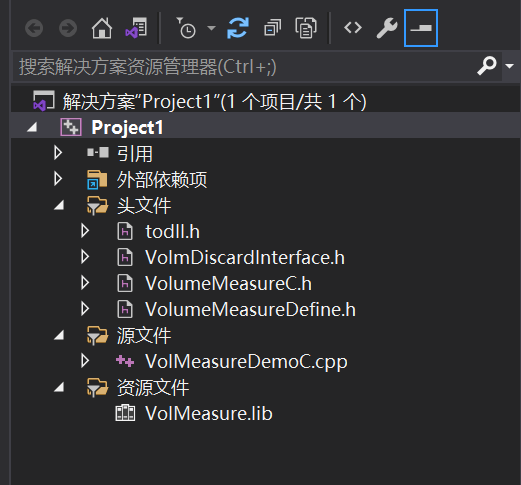 搜索解决方案资源管理器(Ctrl+;)
解决方案“Project1”(1 个项目/共 1 个)
Project1
引用
外部依赖项
头文件
todll.h
VolmDiscardInterface.h
VolumeMeasureC.h
VolumeMeasureDefine.h
源文件
VolMeasureDemoC.cpp
资源文件
VolMeasure.lib